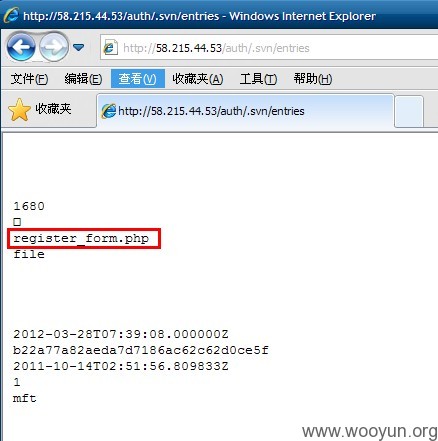 http://58.215.44.53/auth/.svn/entries - Windows Internet Explorer
http://58.215.44.53/auth/.svn/entries
文件(F) 编辑(E) 查看(V) 收藏夹(A) 工具(T) 帮助(H)
收藏夹 http://58.215.44.53/auth/.svn/entries
1680
□
register_form.php
file
2012-03-28T07:39:08.000000Z
b22a77a82aeda7d7186ac62c62d0ce5f
2011-10-14T02:51:56.809833Z
1
mft
www.wooyun.org